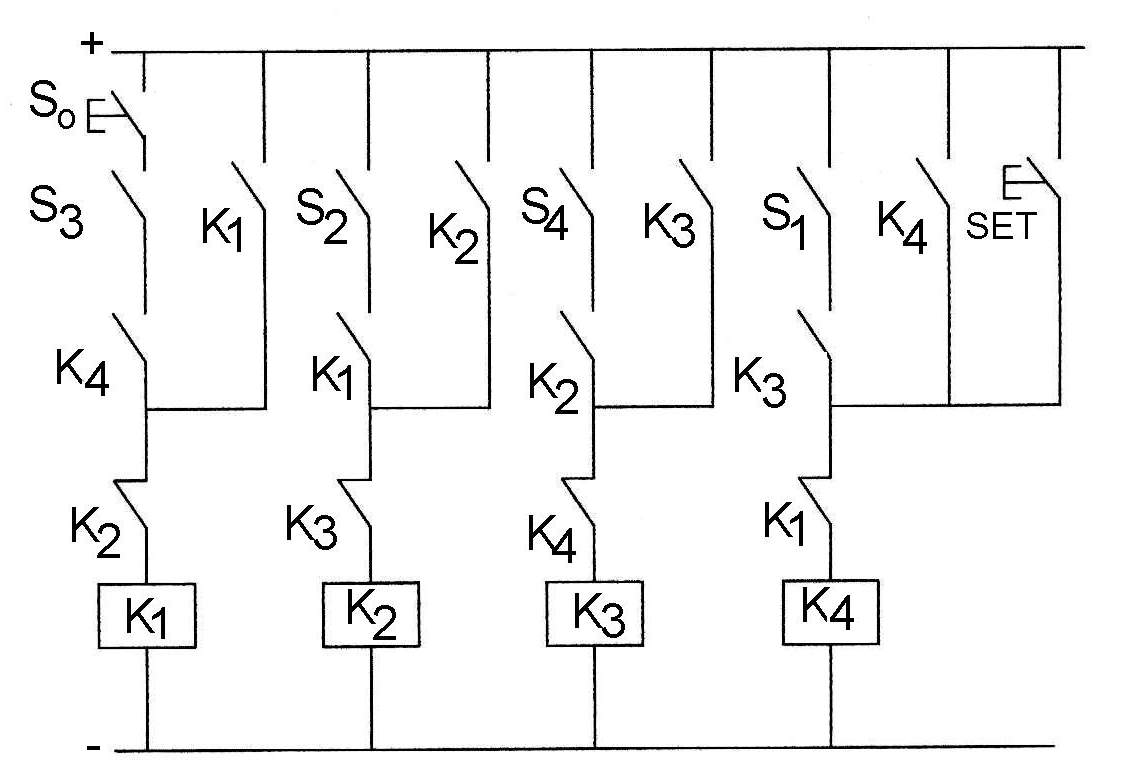 +
S₀
S₃ K₁ S₂ K₂ S₄ K₃ S₁ K₄ SET
K₄ K₁ K₂ K₃
K₂ K₃ K₄ K₁
K₁ K₂ K₃ K₄
-